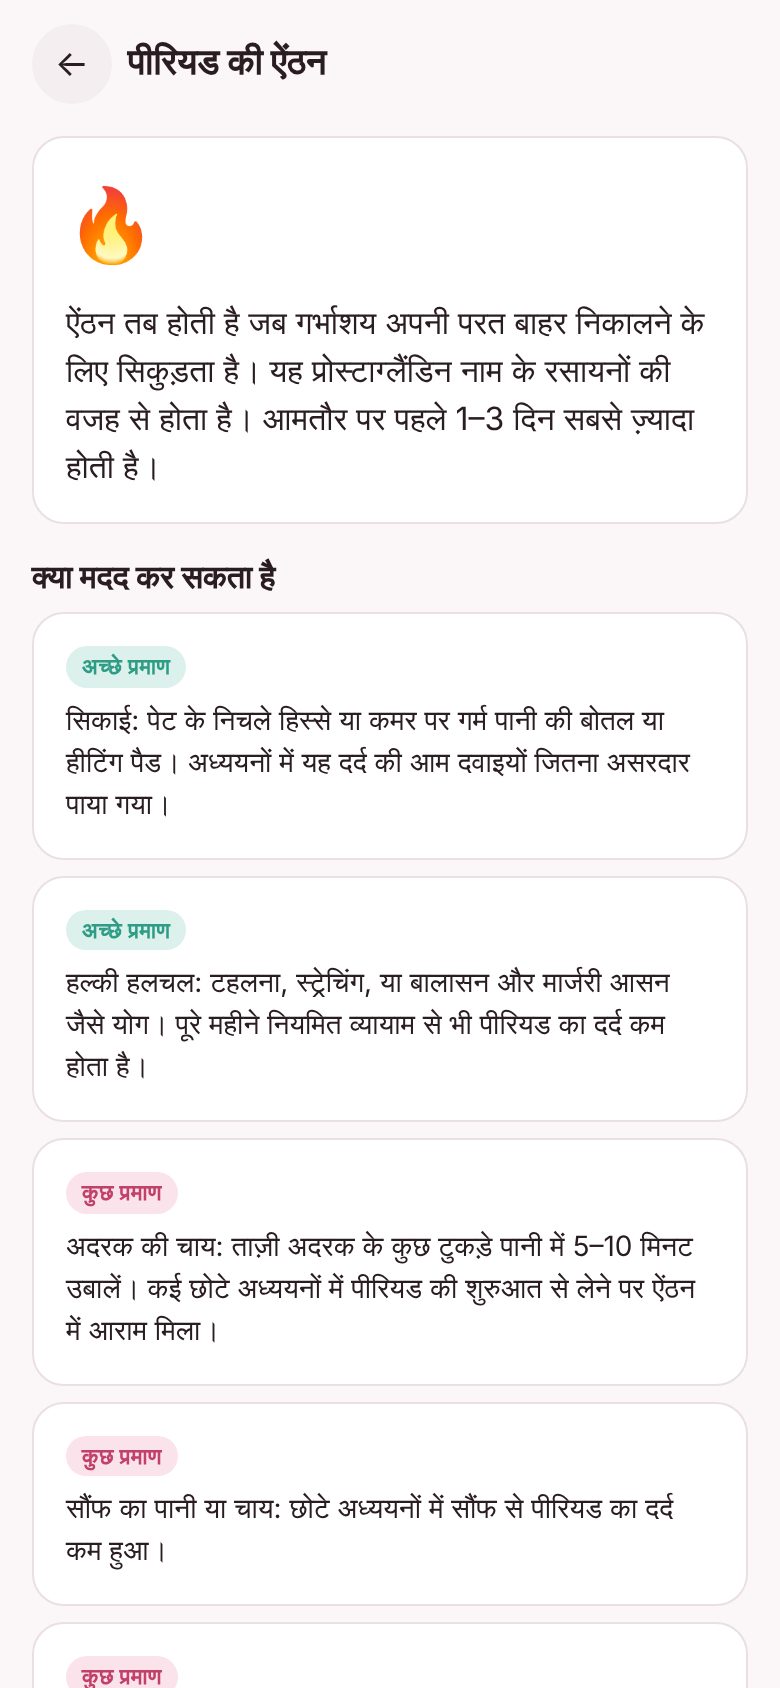 पीरियड की ऐंठन
ऐंठन तब होती है जब गर्भाशय अपनी परत बाहर निकालने के
लिए सिकुड़ता है। यह प्रोस्टाग्लैंडिन नाम के रसायनों की
वजह से होता है। आमतौर पर पहले 1–3 दिन सबसे ज़्यादा
होती है।
क्या मदद कर सकता है
अच्छे प्रमाण
सिकाई: पेट के निचले हिस्से या कमर पर गर्म पानी की बोतल या
हीटिंग पैड। अध्ययनों में यह दर्द की आम दवाइयों जितना असरदार
पाया गया।
अच्छे प्रमाण
हल्की हलचल: टहलना, स्ट्रेचिंग, या बालासन और मार्जरी आसन
जैसे योग। पूरे महीने नियमित व्यायाम से भी पीरियड का दर्द कम
होता है।
कुछ प्रमाण
अदरक की चाय: ताज़ी अदरक के कुछ टुकड़े पानी में 5–10 मिनट
उबालें। कई छोटे अध्ययनों में पीरियड की शुरुआत से लेने पर ऐंठन
में आराम मिला।
कुछ प्रमाण
सौंफ का पानी या चाय: छोटे अध्ययनों में सौंफ से पीरियड का दर्द
कम हुआ।
कुछ प्रमाण